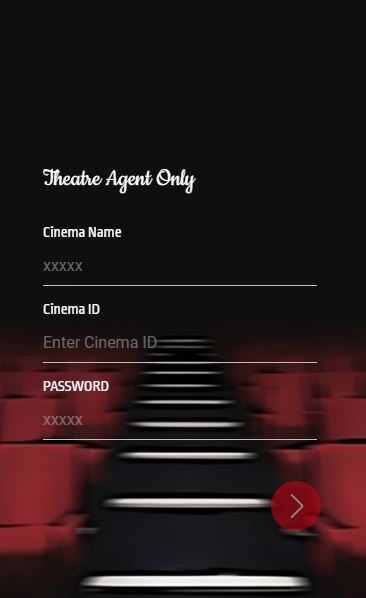 Theatre Agent Only
Cinema Name
xxxxx
Cinema ID
Enter Cinema ID
PASSWORD
xxxxx